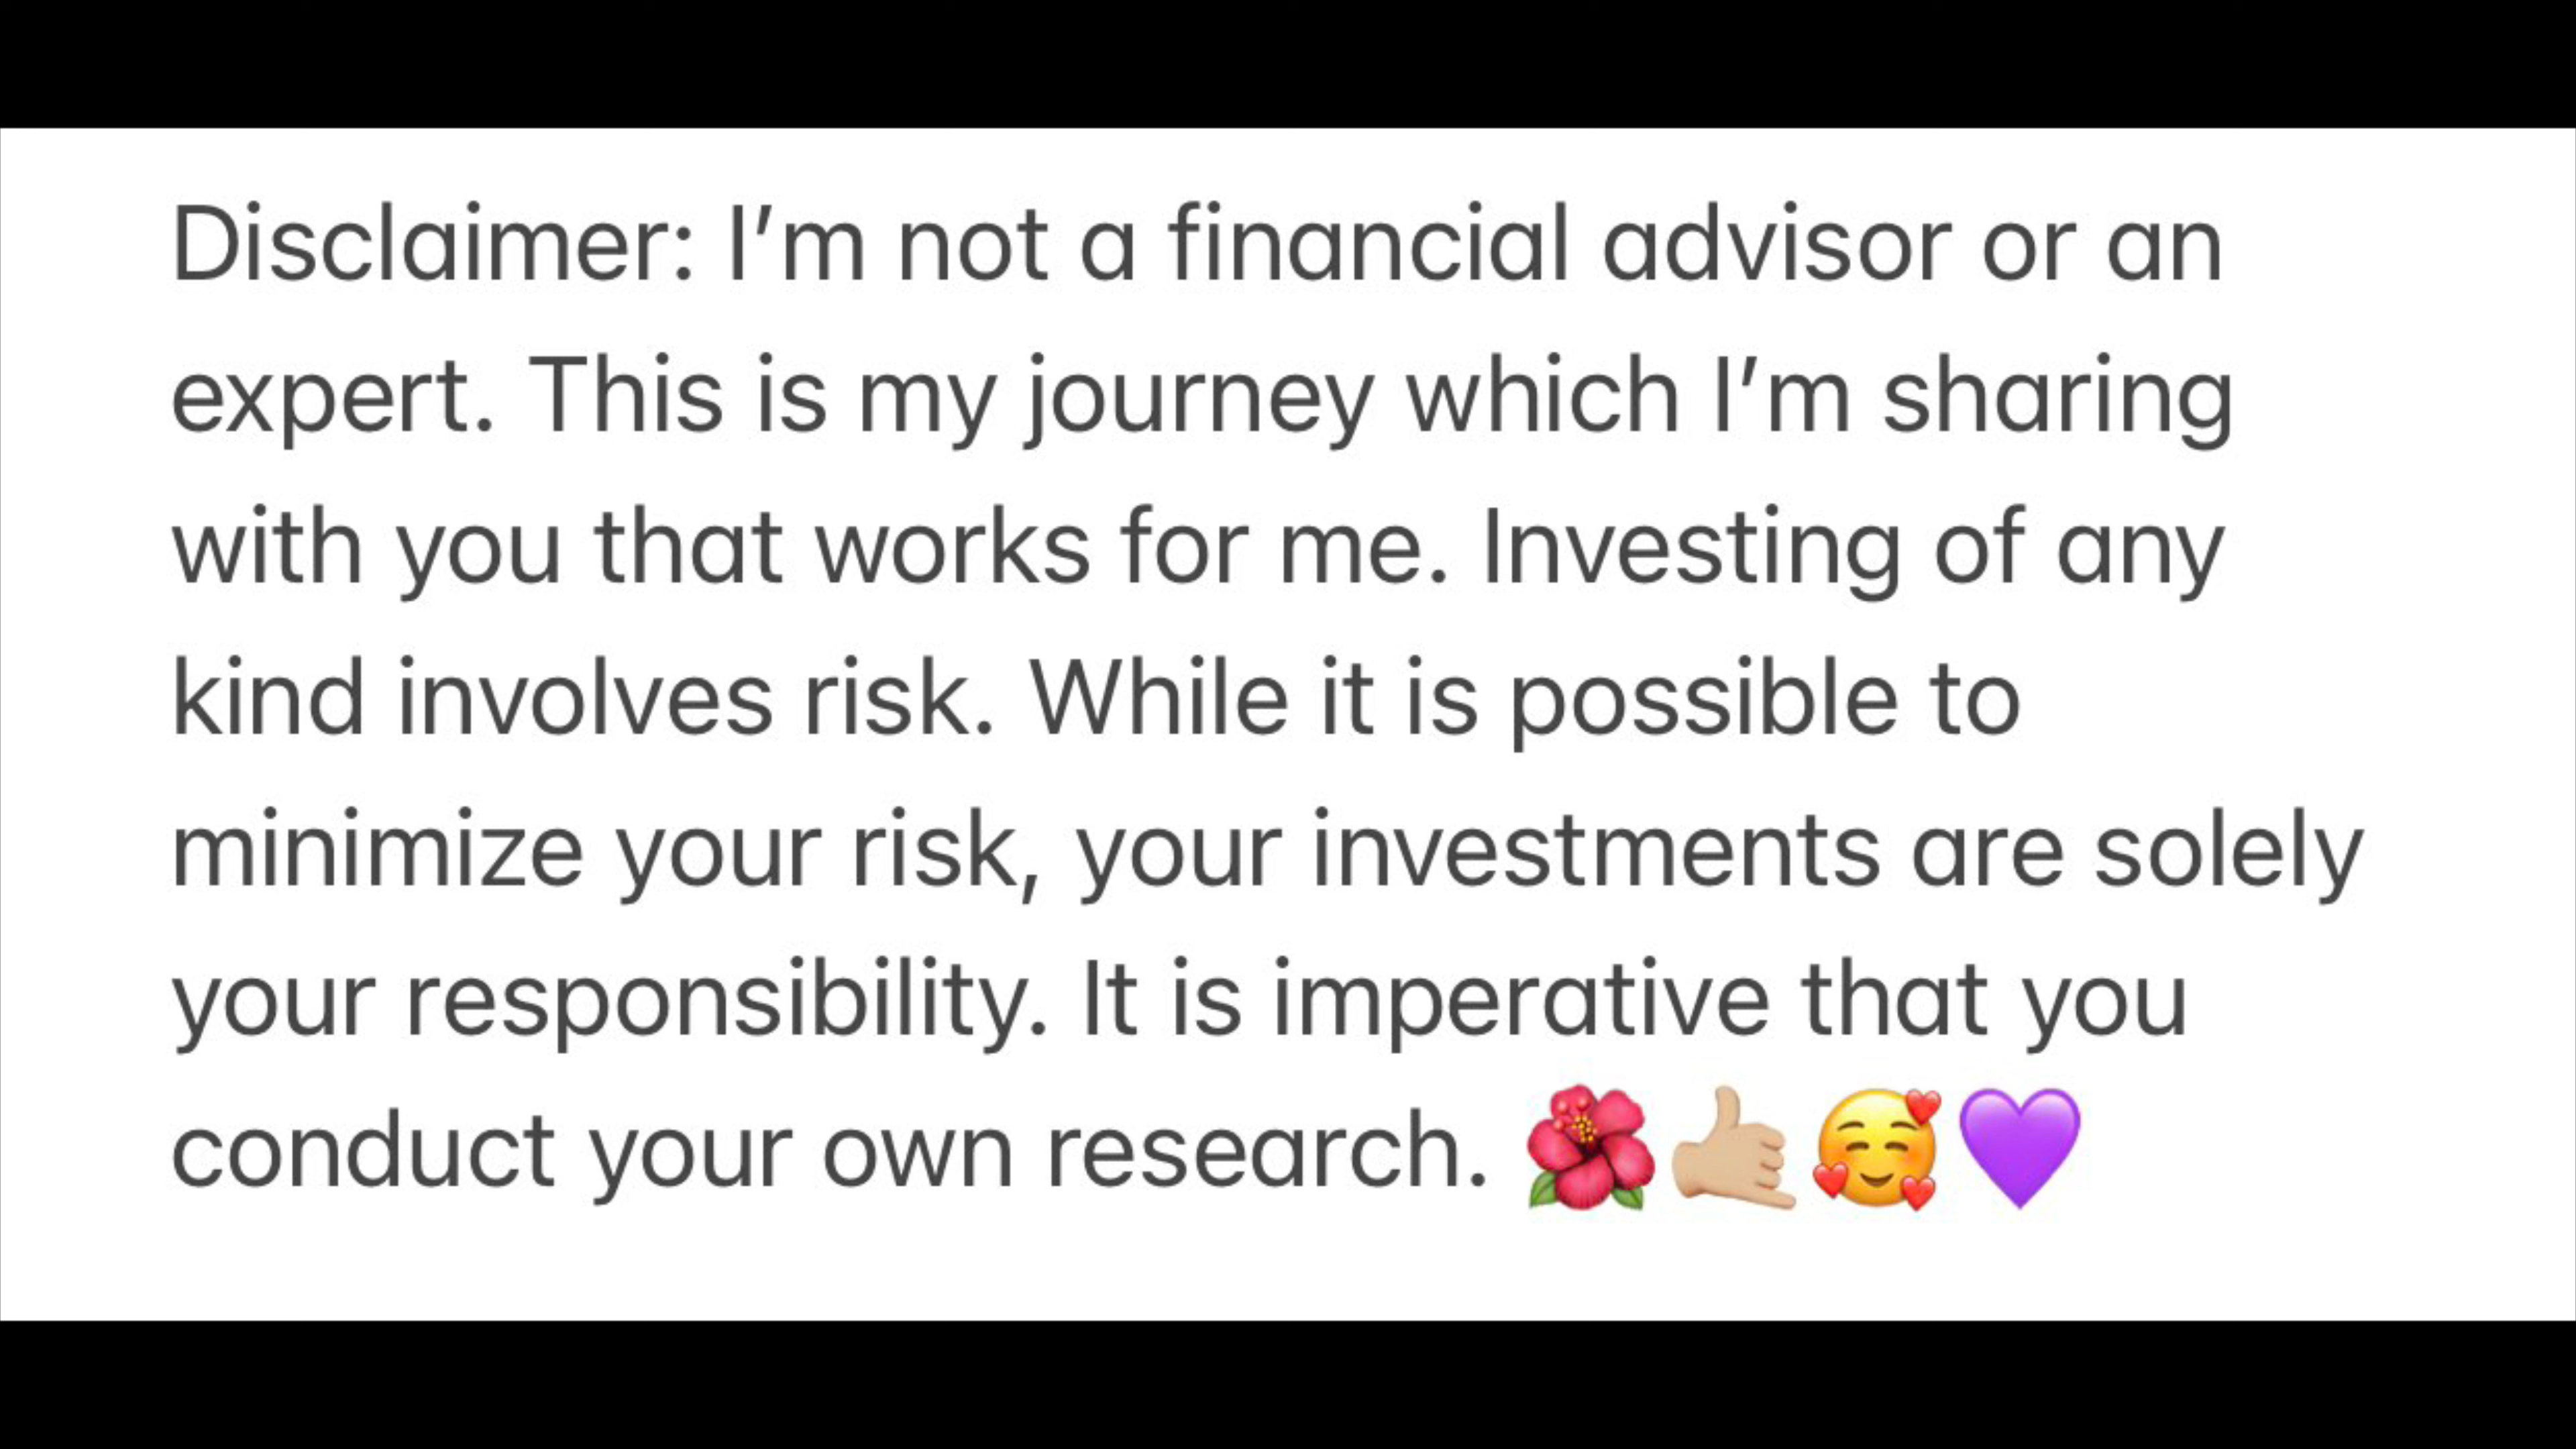 Disclaimer: I’m not a financial advisor or an
expert. This is my journey which I’m sharing
with you that works for me. Investing of any
kind involves risk. While it is possible to
minimize your risk, your investments are solely
your responsibility. It is imperative that you
conduct your own research. 🌺🤙🏼🥰💜